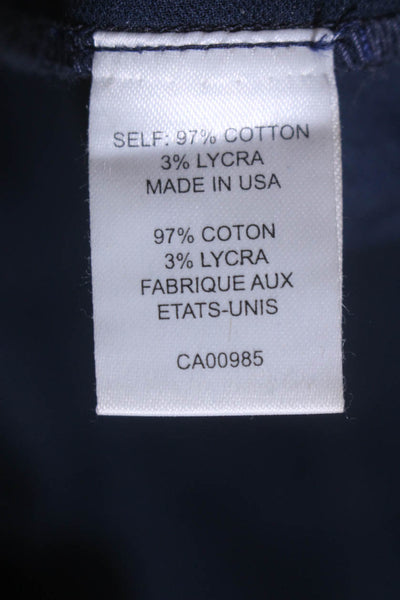 SELF: 97% COTTON
3% LYCRA
MADE IN USA
97% COTON
3% LYCRA
FABRIQUE AUX
ETATS-UNIS
CA00985